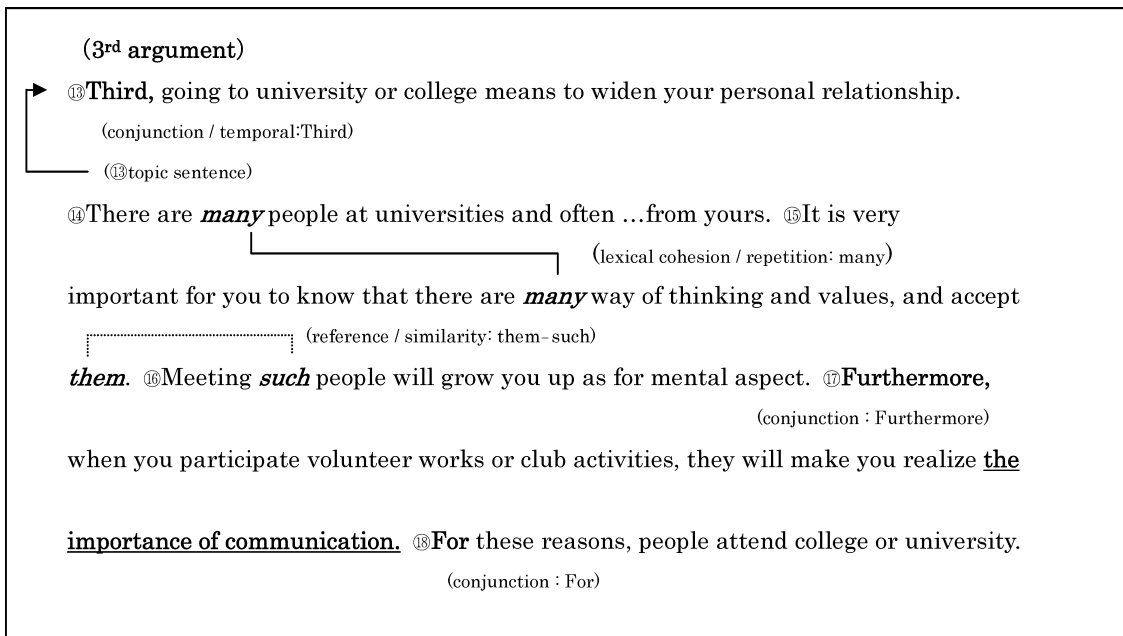 (3rd argument)
⑬Third, going to university or college means to widen your personal relationship.
(conjunction / temporal:Third)
(⑬topic sentence)
⑭There are many people at universities and often …from yours. ⑮It is very
(lexical cohesion / repetition: many)
important for you to know that there are many way of thinking and values, and accept
(reference / similarity: them–such)
them. ⑯Meeting such people will grow you up as for mental aspect. ⑰Furthermore,
(conjunction : Furthermore)
when you participate volunteer works or club activities, they will make you realize the
importance of communication. ⑱For these reasons, people attend college or university.
(conjunction : For)